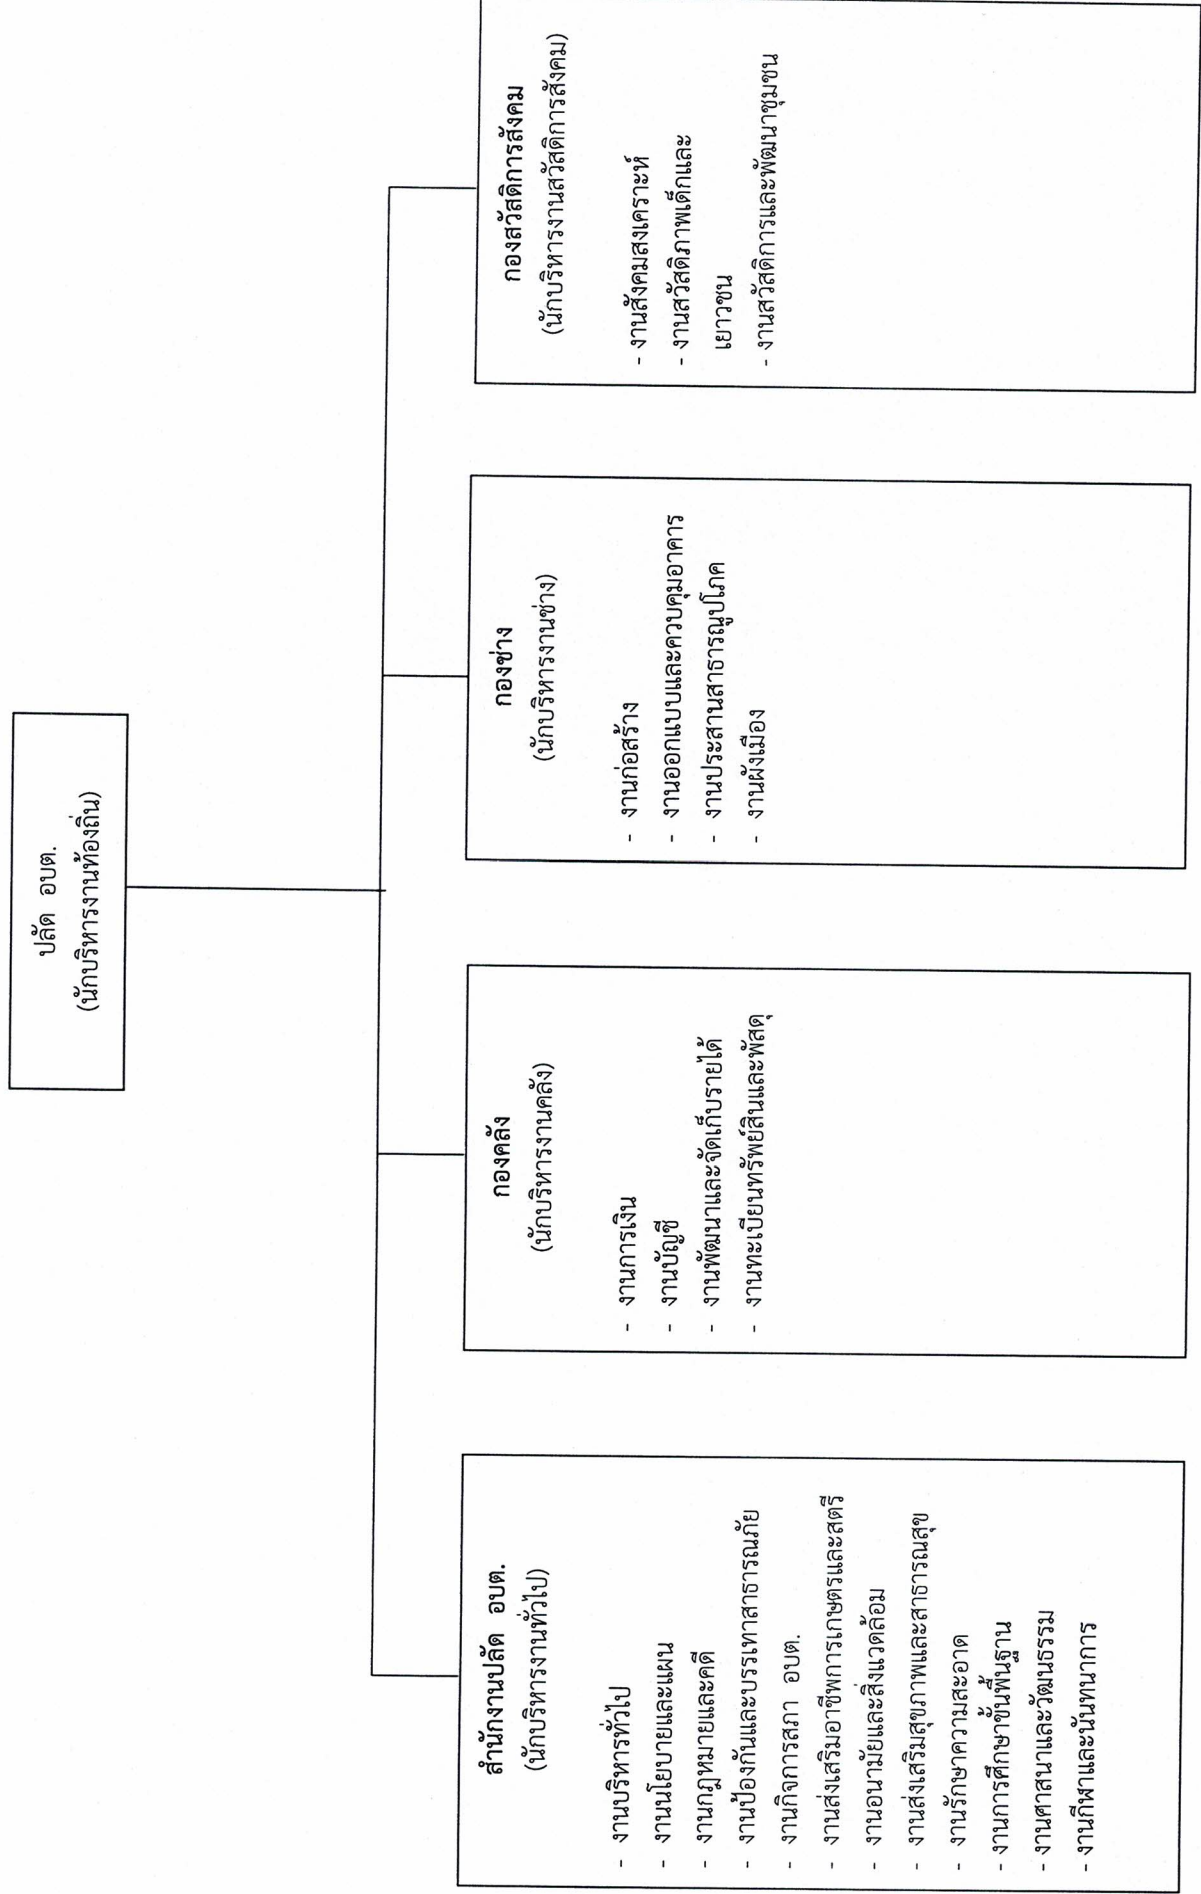 ปลัด อบต.
(นักบริหารงานท้องถิ่น)
สำนักงานปลัด อบต.
(นักบริหารงานทั่วไป)
- งานบริหารทั่วไป
- งานนโยบายและแผน
- งานกฎหมายและคดี
- งานป้องกันและบรรเทาสาธารณภัย
- งานกิจการสภา อบต.
- งานส่งเสริมอาชีพการเกษตรและสตรี
- งานอนามัยและสิ่งแวดล้อม
- งานส่งเสริมสุขภาพและสาธารณสุข
- งานรักษาความสะอาด
- งานการศึกษาขั้นพื้นฐาน
- งานศาสนาและวัฒนธรรม
- งานกีฬาและนันทนาการ
กองคลัง
(นักบริหารงานคลัง)
- งานการเงิน
- งานบัญชี
- งานพัฒนาและจัดเก็บรายได้
- งานทะเบียนทรัพย์สินและพัสดุ
กองช่าง
(นักบริหารงานช่าง)
- งานก่อสร้าง
- งานออกแบบและควบคุมอาคาร
- งานประสานสาธารณูปโภค
- งานผังเมือง
กองสวัสดิการสังคม
(นักบริหารงานสวัสดิการสังคม)
- งานสังคมสงเคราะห์
- งานสวัสดิภาพเด็กและ
เยาวชน
- งานสวัสดิการและพัฒนาชุมชน